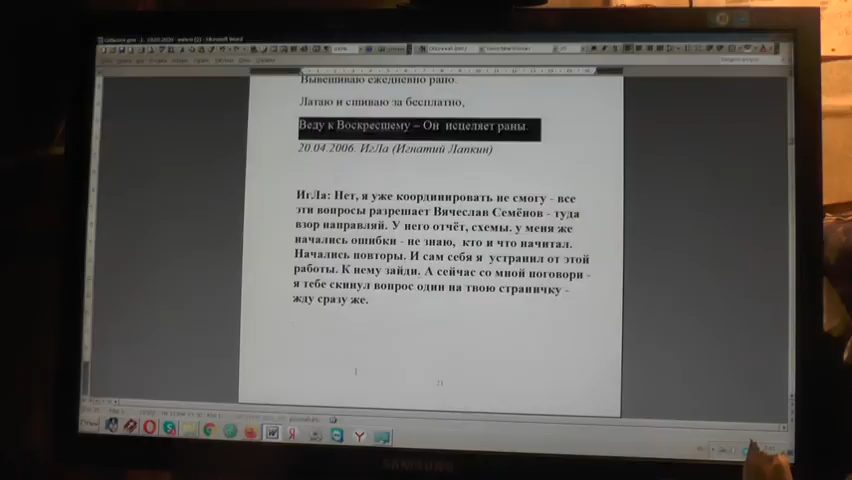 Вывешиваю ежедневно рано.
Латаю и сшиваю за бесплатно,
Веду к Воскресшему – Он исцеляет раны.
20.04.2006. ИгЛа (Игнатий Лапкин)
ИгЛа: Нет, я уже координировать не смогу - все
эти вопросы разрешает Вячеслав Семёнов - туда
взор направляй. У него отчёт, схемы. у меня же
начались ошибки - не знаю, кто и что начитал.
Начались повторы. И сам себя я устранил от этой
работы. К нему зайди. А сейчас со мной поговори -
я тебе скинул вопрос один на твою страничку -
жду сразу же.
SAMSUNG